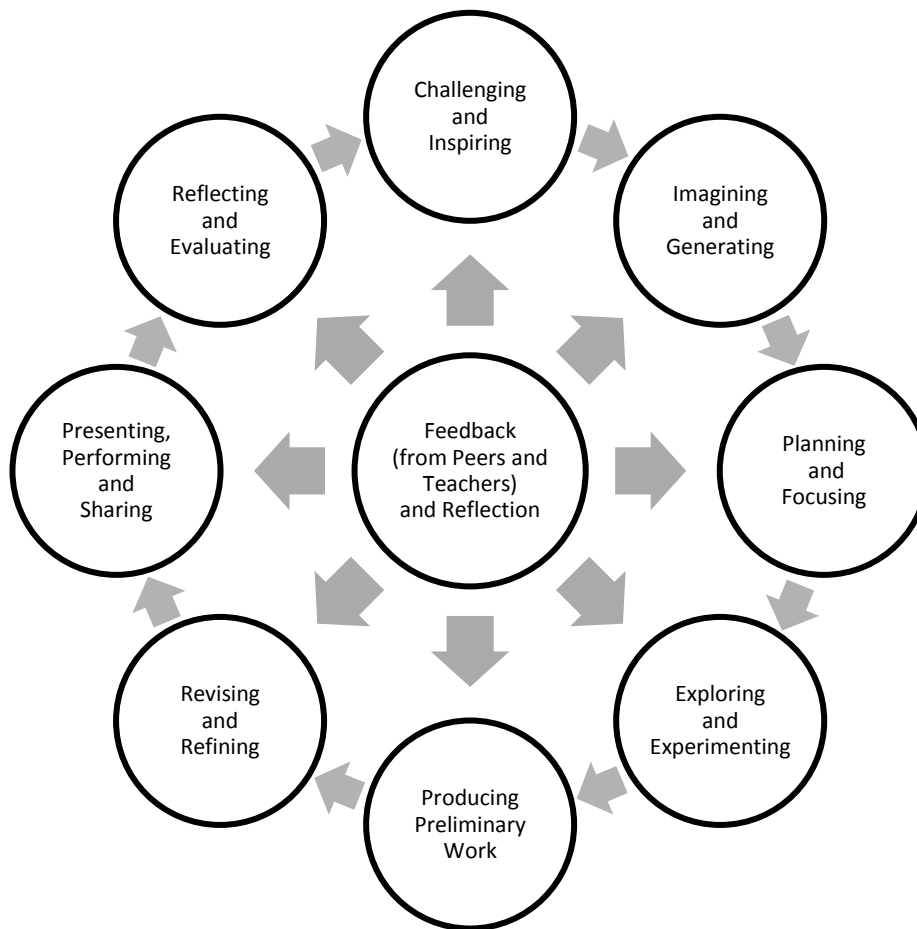 Challenging
and
Inspiring
Imagining
and
Generating
Planning
and
Focusing
Exploring
and
Experimenting
Producing
Preliminary
Work
Revising
and
Refining
Presenting,
Performing
and
Sharing
Reflecting
and
Evaluating
Feedback
(from Peers and
Teachers)
and Reflection